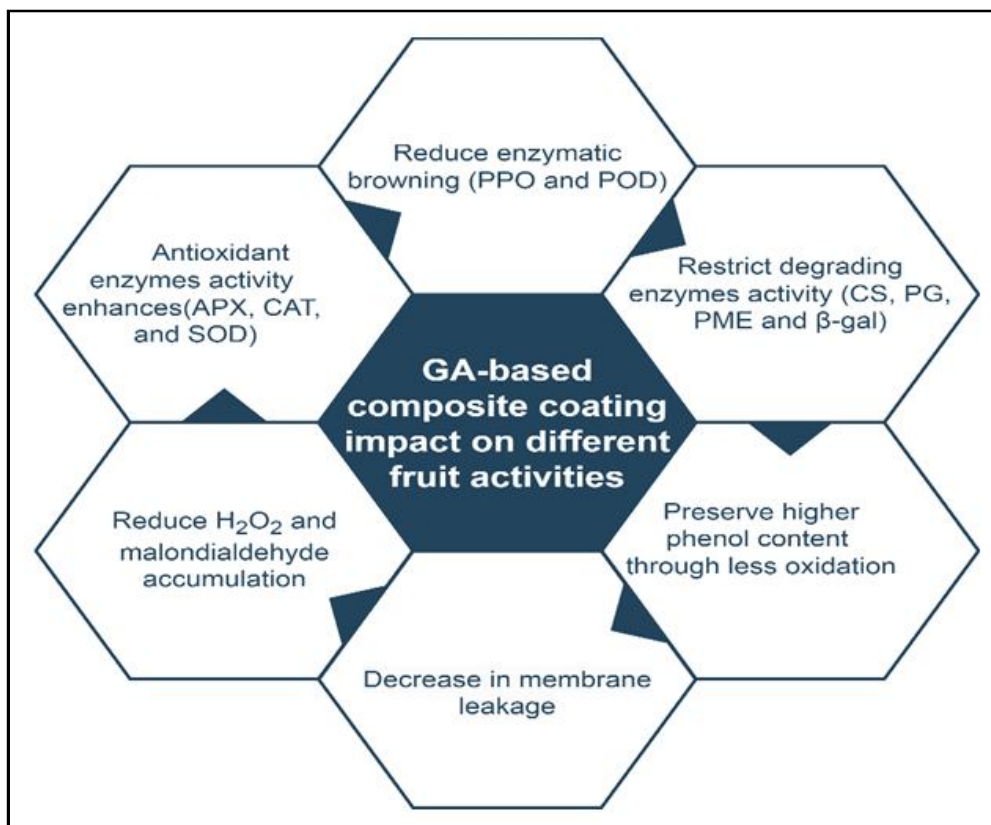 Reduce enzymatic
browning (PPO and POD)
Antioxidant
enzymes activity
enhances(APX, CAT,
and SOD)
Restrict degrading
enzymes activity (CS, PG,
PME and β-gal)
GA-based
composite coating
impact on different
fruit activities
Reduce H₂O₂ and
malondialdehyde
accumulation
Preserve higher
phenol content
through less oxidation
Decrease in membrane
leakage